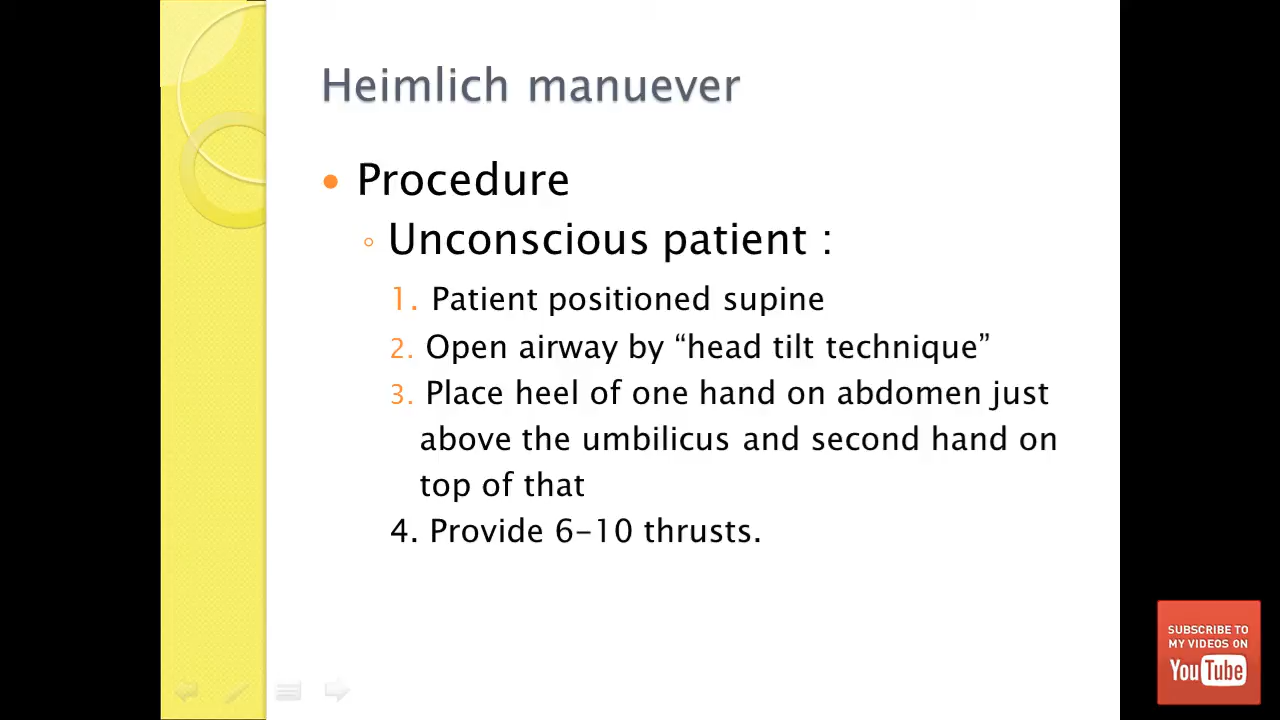 Heimlich manuever
• Procedure
◦ Unconscious patient :
1. Patient positioned supine
2. Open airway by “head tilt technique”
3. Place heel of one hand on abdomen just
above the umbilicus and second hand on
top of that
4. Provide 6-10 thrusts.
SUBSCRIBE TO
MY VIDEOS ON
YouTube